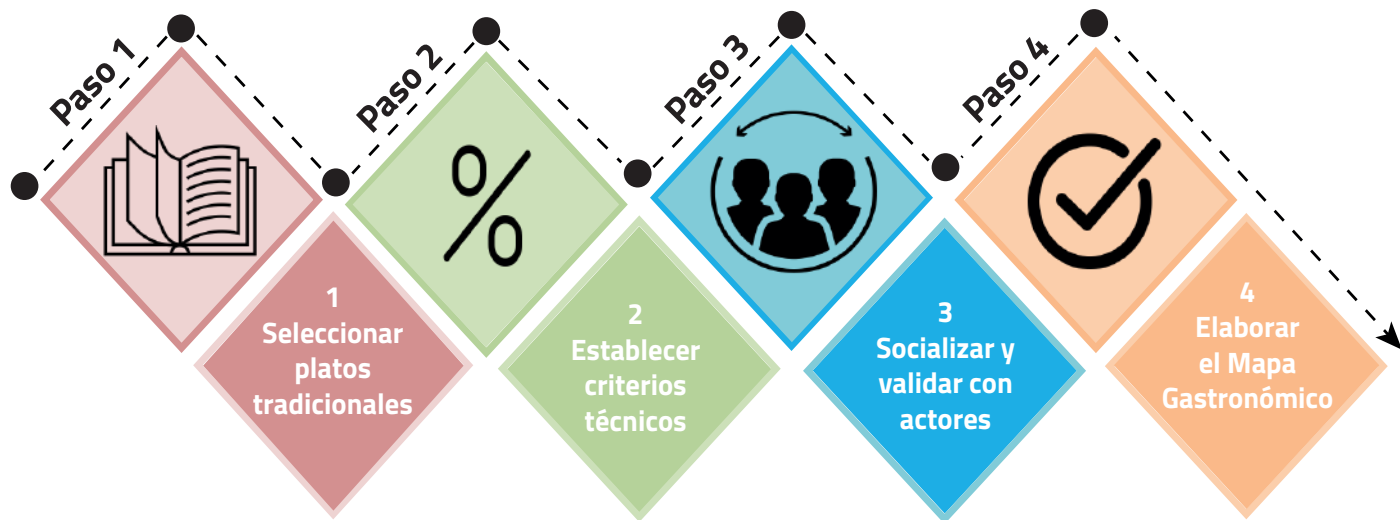 Paso 1
Paso 2
Paso 3
Paso 4
%
1
Seleccionar
platos
tradicionales
2
Establecer
criterios
técnicos
3
Socializar y
validar con
actores
4
Elaborar
el Mapa
Gastronómico